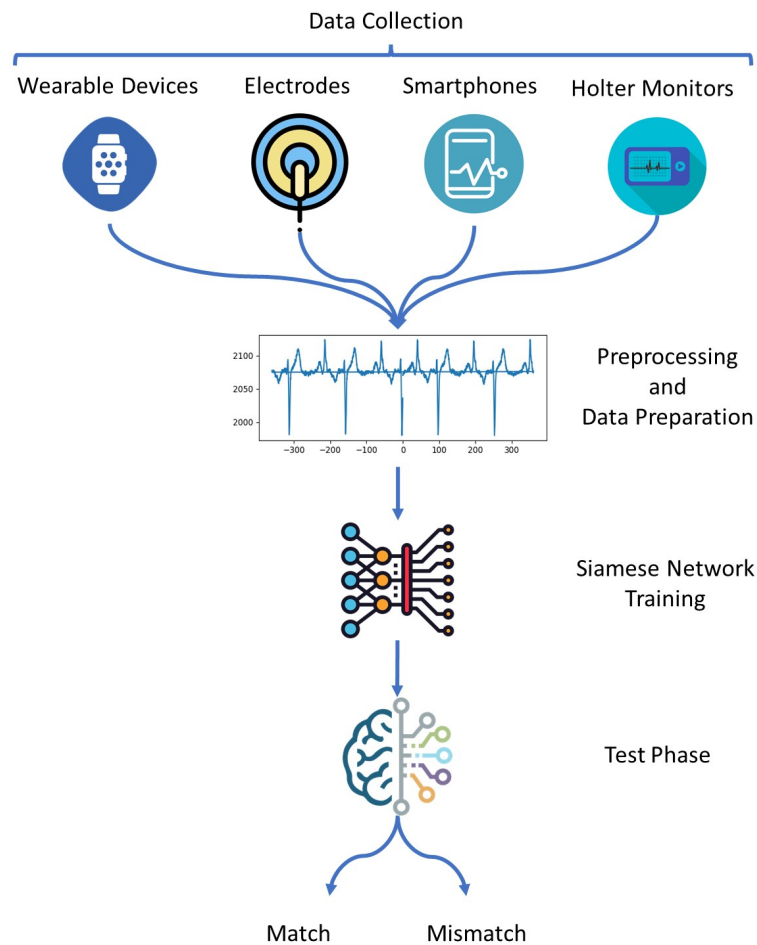 Data Collection
Wearable Devices
Electrodes
Smartphones
Holter Monitors
2100
2050
2000
−300
−200
−100
0
100
200
300
Preprocessing
and
Data Preparation
Siamese Network
Training
Test Phase
Match
Mismatch